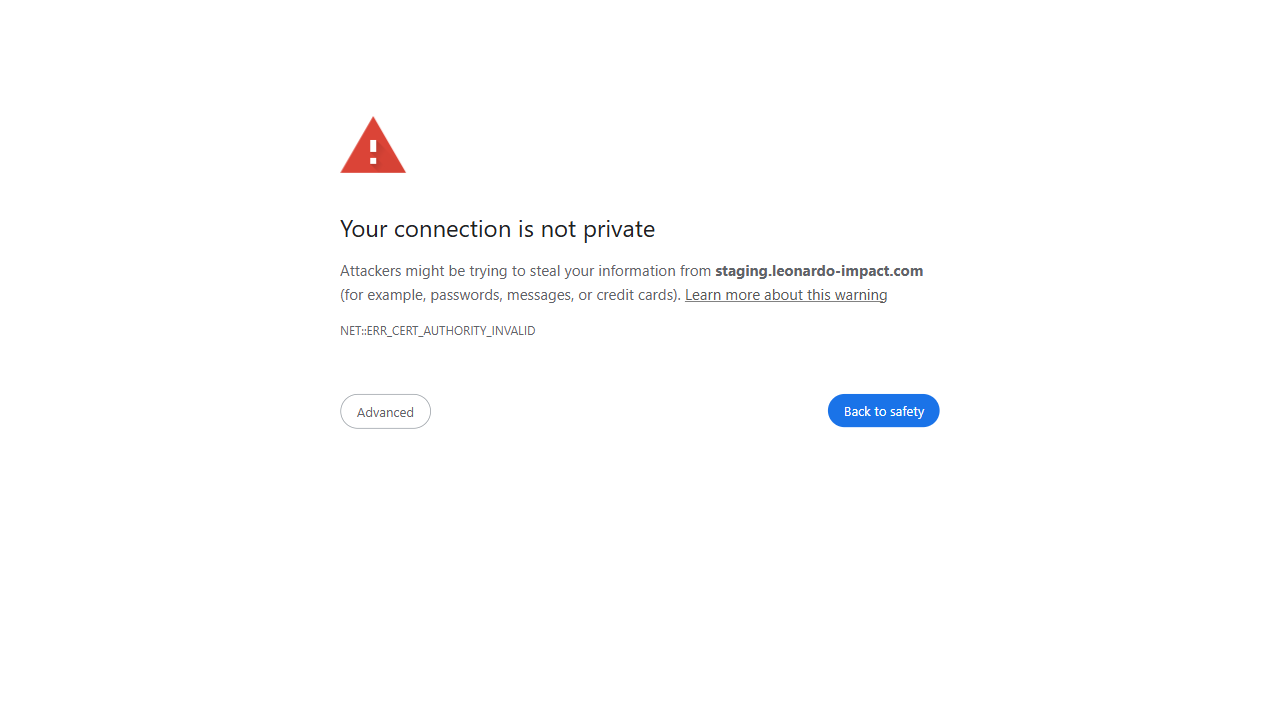 Your connection is not private
Attackers might be trying to steal your information from staging.leonardo-impact.com
(for example, passwords, messages, or credit cards). Learn more about this warning
NET::ERR_CERT_AUTHORITY_INVALID
Advanced
Back to safety